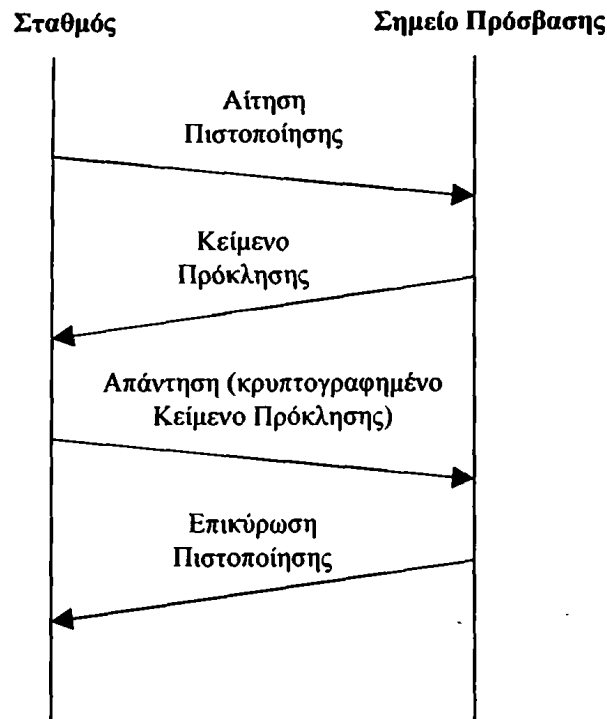 Σταθμός
Σημείο Πρόσβασης
Αίτηση
Πιστοποίησης
Κείμενο
Πρόκλησης
Απάντηση (κρυπτογραφημένο
Κείμενο Πρόκλησης)
Επικύρωση
Πιστοποίησης